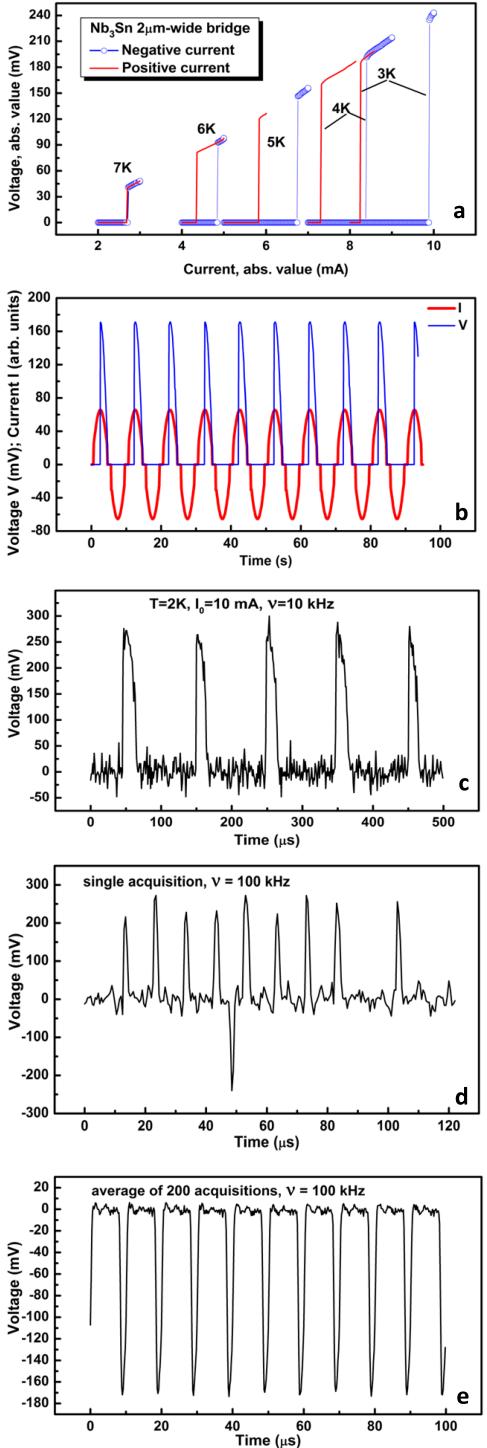 Nb3Sn 2µm-wide bridge
Negative current
Positive current
Voltage, abs. value (mV)
240
210
180
150
120
90
60
30
0
7K
6K
5K
4K
3K
a
2 4 6 8 10
Current, abs. value (mA)
Voltage V (mV); Current I (arb. units)
200
160
120
80
40
0
-40
-80
I
V
b
0 20 40 60 80 100
Time (s)
T=2K, I0=10 mA, ν=10 kHz
Voltage (mV)
300
250
200
150
100
50
0
-50
c
0 100 200 300 400 500
Time (µs)
single acquisition, ν = 100 kHz
Voltage (mV)
300
200
100
0
-100
-200
-300
d
0 20 40 60 80 100 120
Time (µs)
average of 200 acquisitions, ν = 100 kHz
Voltage (mV)
20
0
-20
-40
-60
-80
-100
-120
-140
-160
-180
e
0 20 40 60 80 100
Time (µs)